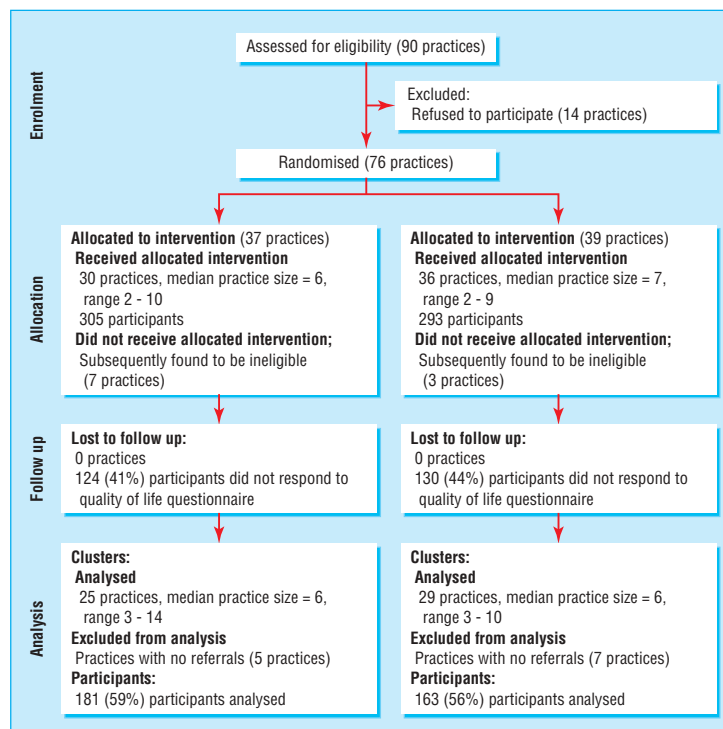 Assessed for eligibility (90 practices)
Enrolment
Excluded:
Refused to participate (14 practices)
Randomised (76 practices)
Allocation
Allocated to intervention (37 practices)
Received allocated intervention
30 practices, median practice size = 6,
range 2 - 10
305 participants
Did not receive allocated intervention;
Subsequently found to be ineligible
(7 practices)
Allocated to intervention (39 practices)
Received allocated intervention
36 practices, median practice size = 7,
range 2 - 9
293 participants
Did not receive allocated intervention;
Subsequently found to be ineligible
(3 practices)
Follow up
Lost to follow up:
0 practices
124 (41%) participants did not respond to
quality of life questionnaire
Lost to follow up:
0 practices
130 (44%) participants did not respond to
quality of life questionnaire
Analysis
Clusters:
Analysed
25 practices, median practice size = 6,
range 3 - 14
Excluded from analysis
Practices with no referrals (5 practices)
Participants:
181 (59%) participants analysed
Clusters:
Analysed
29 practices, median practice size = 6,
range 3 - 10
Excluded from analysis
Practices with no referrals (7 practices)
Participants:
163 (56%) participants analysed